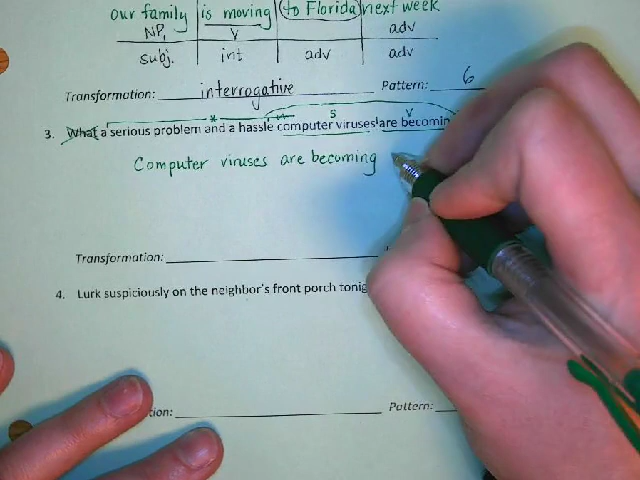 our family is moving to Florida next week
NP₁ V adv
subj. int adv adv
Transformation: interrogative Pattern: 6
S V
3. What a serious problem and a hassle computer viruses are becomin
Computer viruses are becoming
Transformation:
4. Lurk suspiciously on the neighbor's front porch tonig
tion: Pattern: